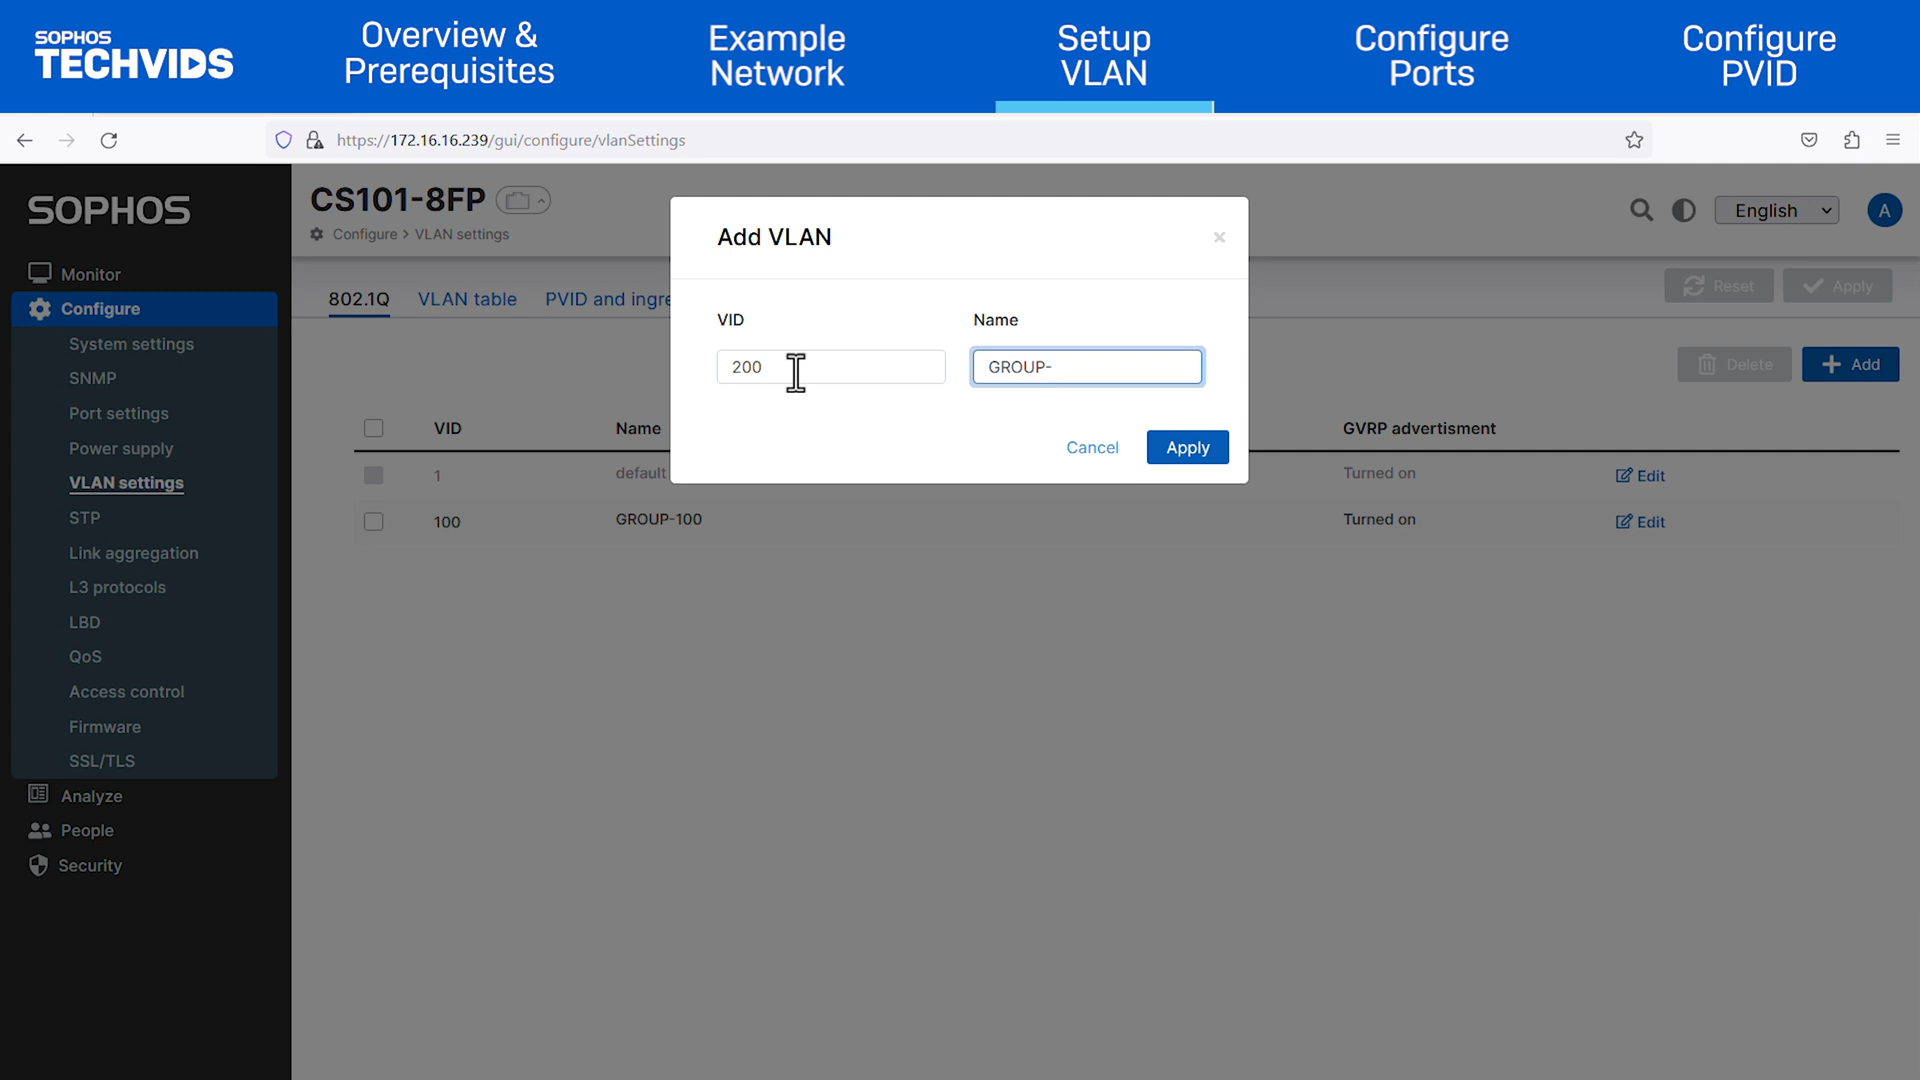 SOPHOS
TECHVIDS
Overview &
Prerequisites
Example
Network
Setup
VLAN
Configure
Ports
Configure
PVID
https://172.16.16.239/gui/configure/vlanSettings
SOPHOS
CS101-8FP
Configure > VLAN settings
English
A
Monitor
Configure
System settings
SNMP
Port settings
Power supply
VLAN settings
STP
Link aggregation
L3 protocols
LBD
QoS
Access control
Firmware
SSL/TLS
Analyze
People
Security
802.1Q
VLAN table
PVID and ingre
Reset
Apply
Delete
Add
VID
Name
GVRP advertisment
1
default
Turned on
Edit
100
GROUP-100
Turned on
Edit
Add VLAN
×
VID
Name
200
GROUP-
Cancel
Apply